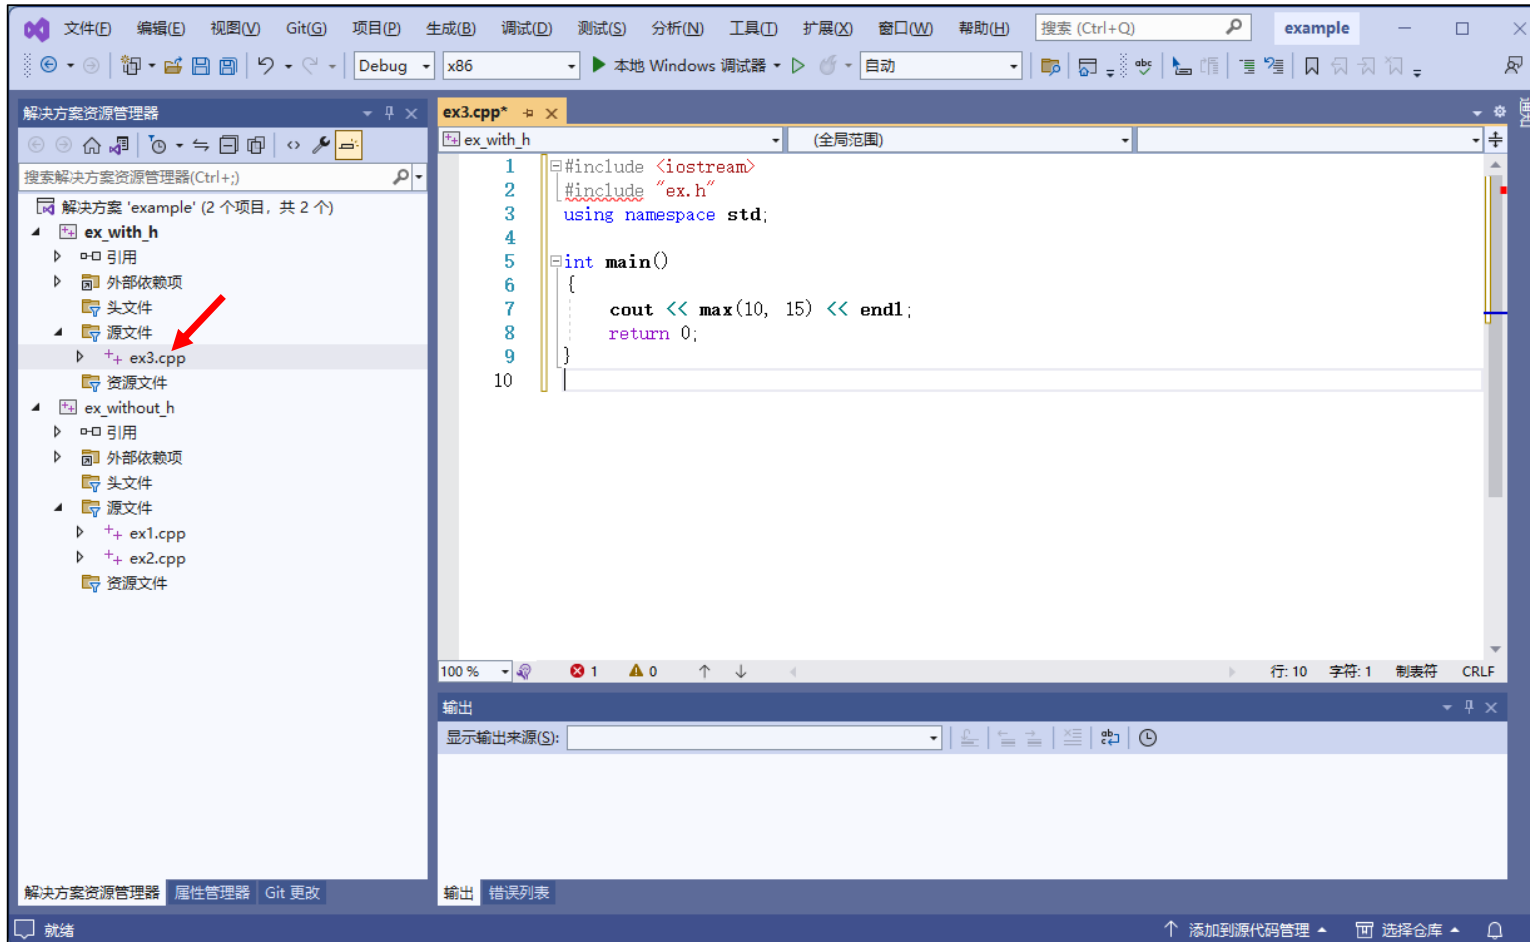 文件(F) 编辑(E) 视图(V) Git(G) 项目(P) 生成(B) 调试(D) 测试(S) 分析(N) 工具(T) 扩展(X) 窗口(W) 帮助(H) 搜索 (Ctrl+Q) example
Debug x86 本地 Windows 调试器 自动
解决方案资源管理器
搜索解决方案资源管理器(Ctrl+;)
解决方案 'example' (2 个项目，共 2 个)
ex_with_h
引用
外部依赖项
头文件
源文件
ex3.cpp
资源文件
ex_without_h
引用
外部依赖项
头文件
源文件
ex1.cpp
ex2.cpp
资源文件
解决方案资源管理器 属性管理器 Git 更改
ex3.cpp*
ex_with_h (全局范围)
1 #include <iostream>
2 #include "ex.h"
3 using namespace std;
4
5 int main()
6 {
7 cout << max(10, 15) << endl;
8 return 0;
9 }
10
100 % 1 0 行: 10 字符: 1 制表符 CRLF
输出
显示输出来源(S):
输出 错误列表
就绪 添加到源代码管理 选择仓库